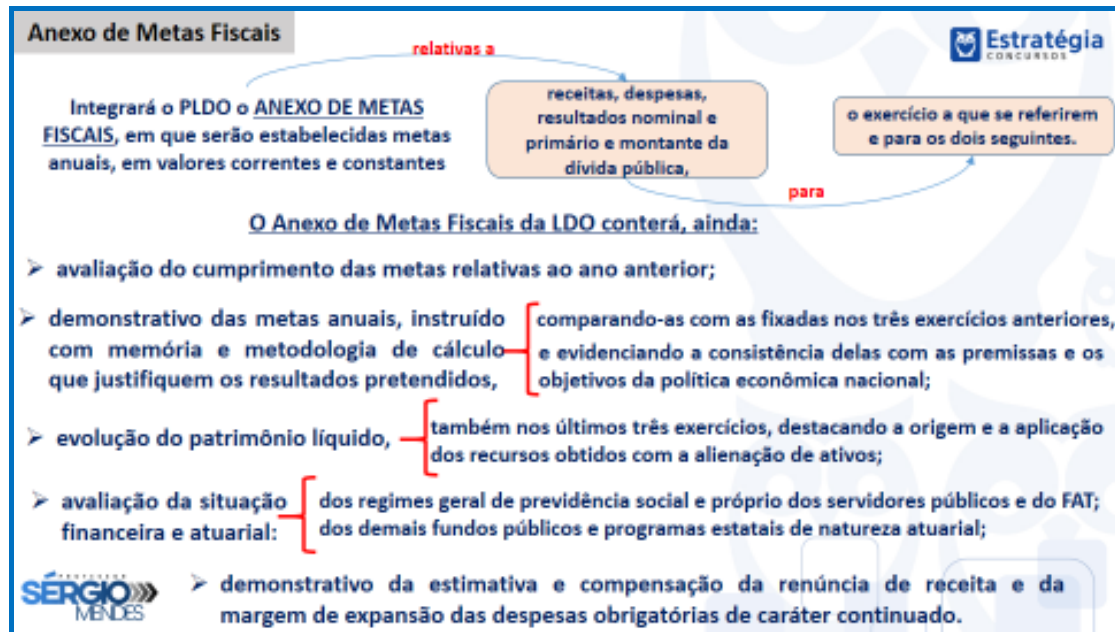 Anexo de Metas Fiscais
Estratégia
CONCURSOS
relativas a
Integrará o PLDO o ANEXO DE METAS
FISCAIS, em que serão estabelecidas metas
anuais, em valores correntes e constantes
receitas, despesas,
resultados nominal e
primário e montante da
dívida pública,
para
o exercício a que se referirem
e para os dois seguintes.
O Anexo de Metas Fiscais da LDO conterá, ainda:
➢ avaliação do cumprimento das metas relativas ao ano anterior;
➢ demonstrativo das metas anuais, instruído
com memória e metodologia de cálculo
que justifiquem os resultados pretendidos,
comparando-as com as fixadas nos três exercícios anteriores,
e evidenciando a consistência delas com as premissas e os
objetivos da política econômica nacional;
➢ evolução do patrimônio líquido,
também nos últimos três exercícios, destacando a origem e a aplicação
dos recursos obtidos com a alienação de ativos;
➢ avaliação da situação
financeira e atuarial:
dos regimes geral de previdência social e próprio dos servidores públicos e do FAT;
dos demais fundos públicos e programas estatais de natureza atuarial;
SÉRGIO
MENDES
➢ demonstrativo da estimativa e compensação da renúncia de receita e da
margem de expansão das despesas obrigatórias de caráter continuado.